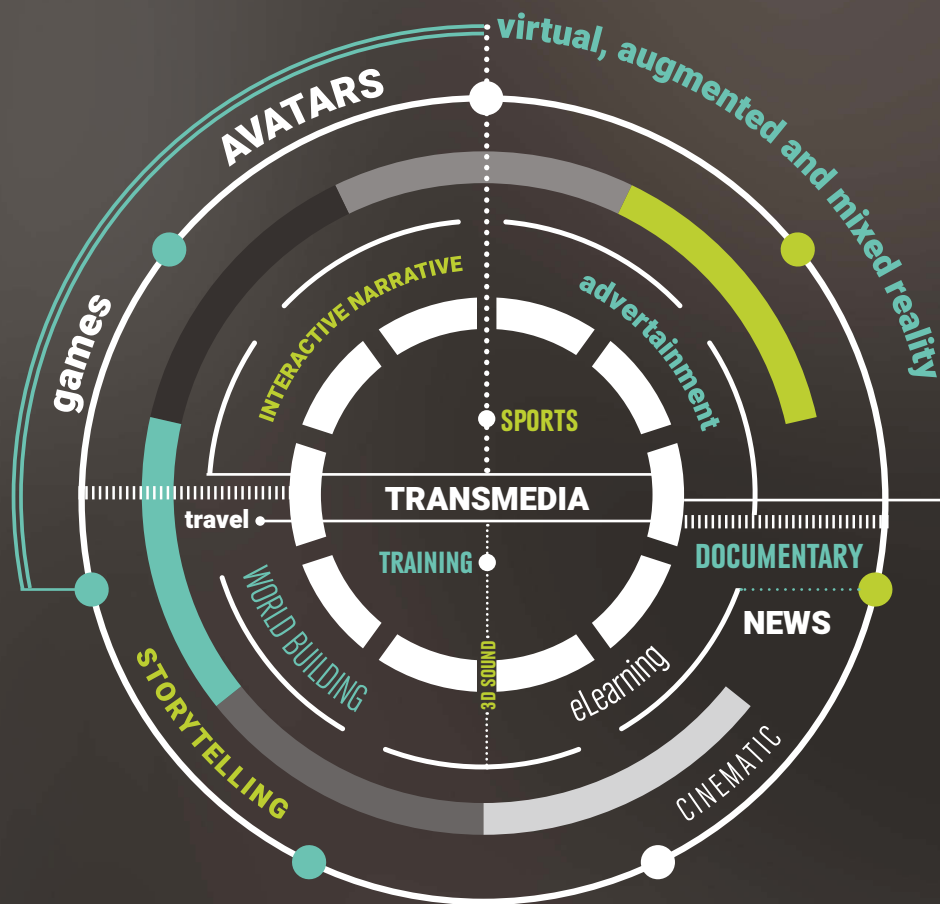 virtual, augmented and mixed reality
AVATARS
games
INTERACTIVE NARRATIVE
advertainment
SPORTS
TRANSMEDIA
travel
TRAINING
DOCUMENTARY
NEWS
WORLD BUILDING
3D SOUND
eLearning
STORYTELLING
CINEMATIC